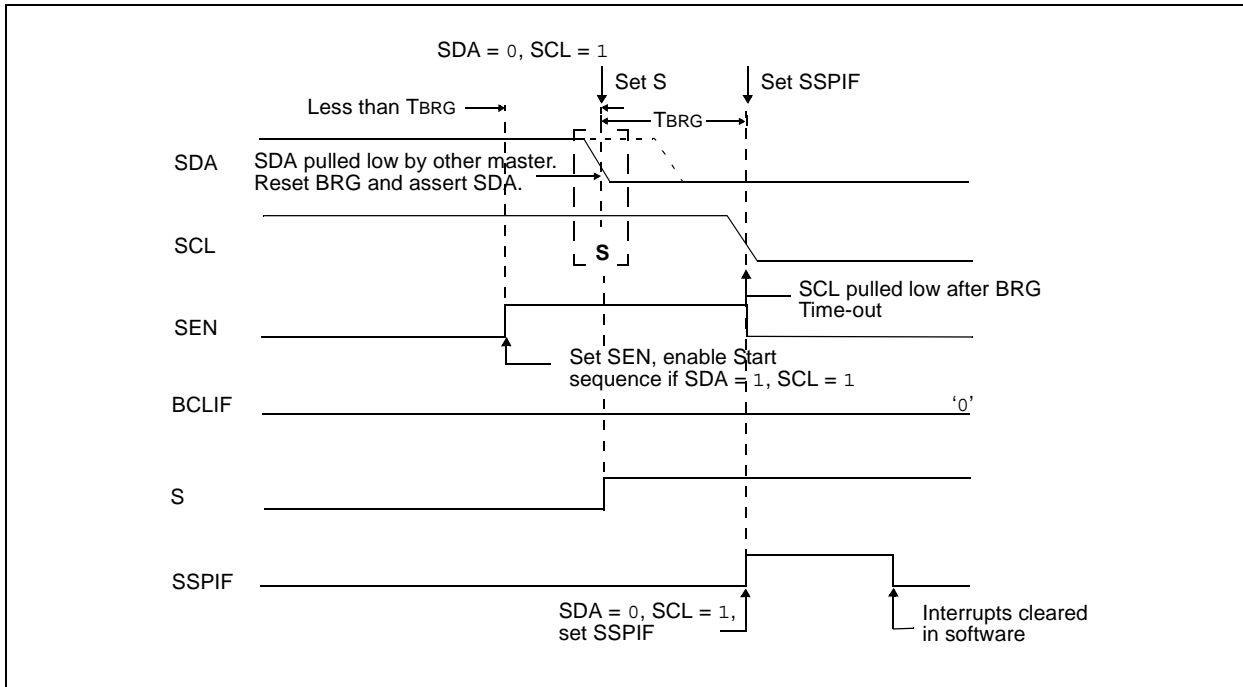 SDA = 0, SCL = 1
Set S
Set SSPIF
Less than TBRG
TBRG
SDA
SDA pulled low by other master.
Reset BRG and assert SDA.
SCL
S
SCL pulled low after BRG
Time-out
SEN
Set SEN, enable Start
sequence if SDA = 1, SCL = 1
BCLIF
‘0’
S
SSPIF
SDA = 0, SCL = 1,
set SSPIF
Interrupts cleared
in software